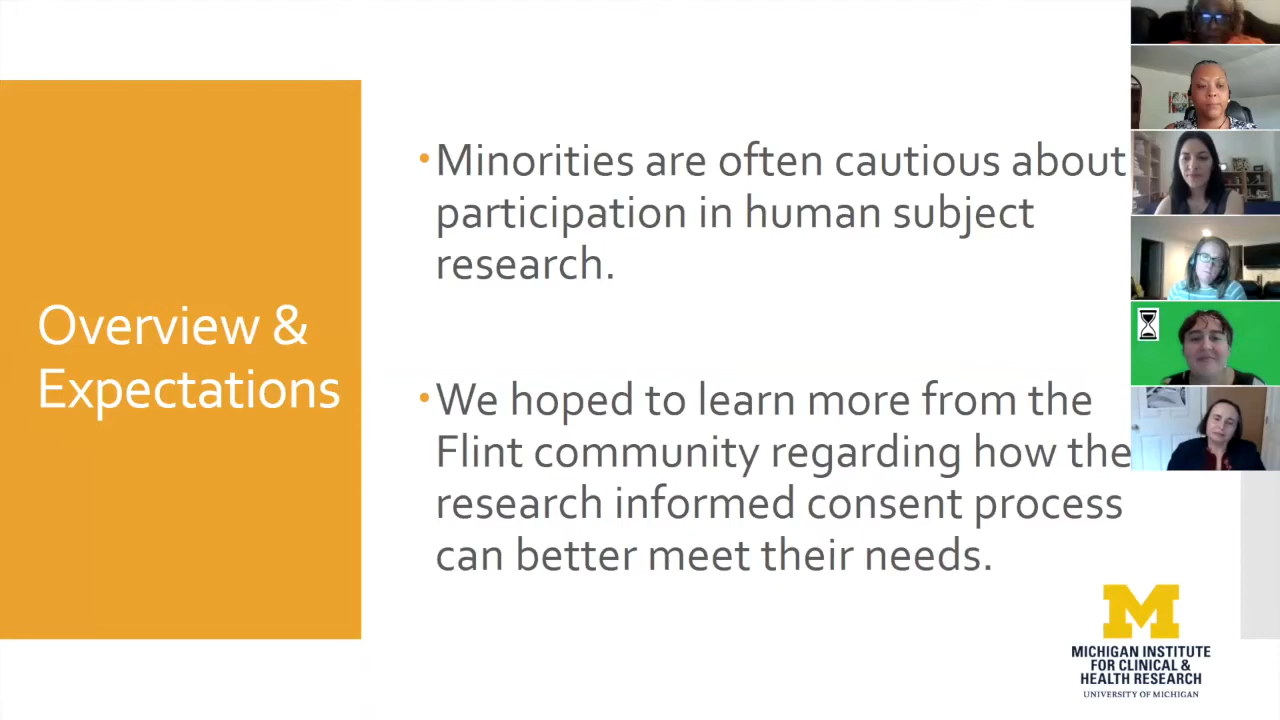 Overview &
Expectations
•Minorities are often cautious about
participation in human subject
research.
•We hoped to learn more from the
Flint community regarding how the
research informed consent process
can better meet their needs.
M
MICHIGAN INSTITUTE
FOR CLINICAL &
HEALTH RESEARCH
UNIVERSITY OF MICHIGAN